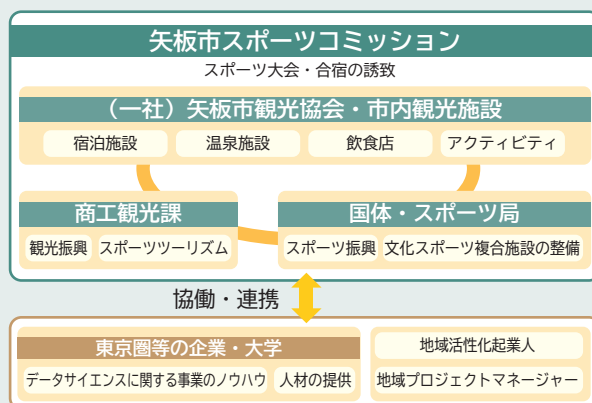 矢板市スポーツコミッション
スポーツ大会・合宿の誘致
（一社）矢板市観光協会・市内観光施設
宿泊施設 温泉施設 飲食店 アクティビティ
商工観光課
観光振興 スポーツツーリズム
国体・スポーツ局
スポーツ振興 文化スポーツ複合施設の整備
協働・連携
東京圏等の企業・大学
データサイエンスに関する事業のノウハウ 人材の提供
地域活性化起業人
地域プロジェクトマネージャー